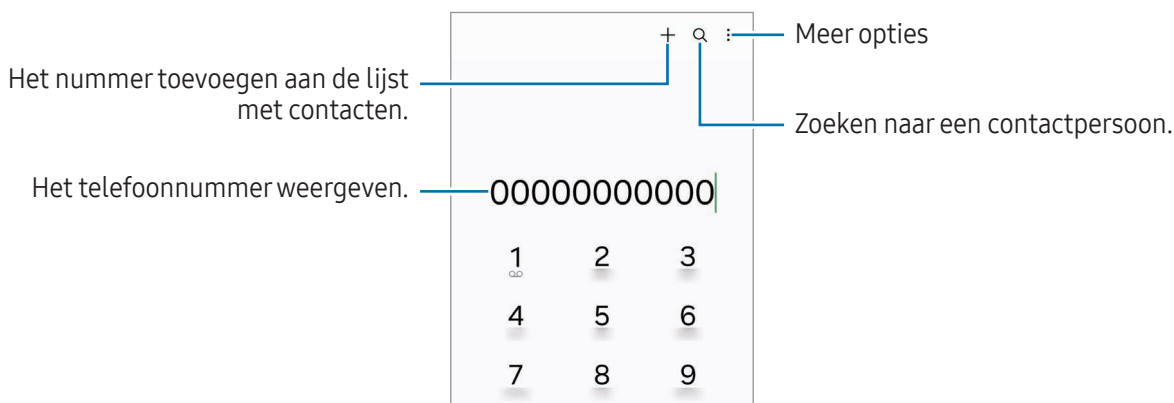 Meer opties
Het nummer toevoegen aan de lijst
met contacten.
Zoeken naar een contactpersoon.
Het telefoonnummer weergeven.
00000000000
1 2 3
4 5 6
7 8 9